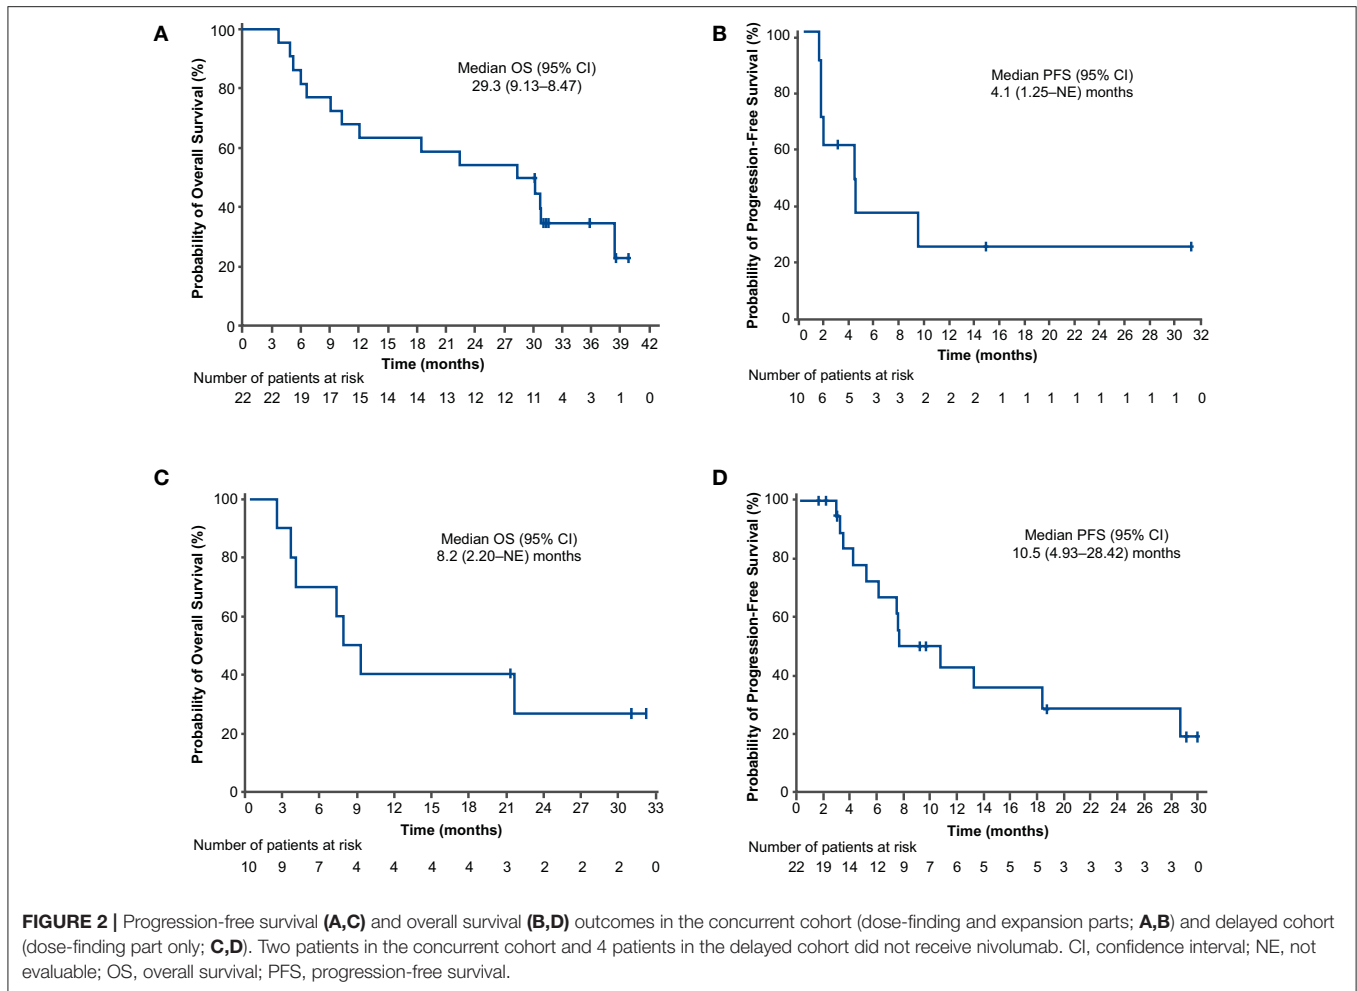 A
Probability of Overall Survival (%)
100
80
60
40
20
0
Median OS (95% CI)
29.3 (9.13–8.47)
0 3 6 9 12 15 18 21 24 27 30 33 36 39 42
Time (months)
Number of patients at risk
22 22 19 17 15 14 14 13 12 12 11 4 3 1 0
B
Probability of Progression-Free Survival (%)
100
80
60
40
20
0
Median PFS (95% CI)
4.1 (1.25–NE) months
0 2 4 6 8 10 12 14 16 18 20 22 24 26 28 30 32
Time (months)
Number of patients at risk
10 6 5 3 3 2 2 2 1 1 1 1 1 1 1 1 0
C
Probability of Overall Survival (%)
100
80
60
40
20
0
Median OS (95% CI)
8.2 (2.20–NE) months
0 3 6 9 12 15 18 21 24 27 30 33
Time (months)
Number of patients at risk
10 9 7 4 4 4 4 3 2 2 2 0
D
Probability of Progression-Free Survival (%)
100
80
60
40
20
0
Median PFS (95% CI)
10.5 (4.93–28.42) months
0 2 4 6 8 10 12 14 16 18 20 22 24 26 28 30
Time (months)
Number of patients at risk
22 19 14 12 9 7 6 5 5 5 3 3 3 3 3 0
FIGURE 2 | Progression-free survival (A,C) and overall survival (B,D) outcomes in the concurrent cohort (dose-finding and expansion parts; A,B) and delayed cohort
(dose-finding part only; C,D). Two patients in the concurrent cohort and 4 patients in the delayed cohort did not receive nivolumab. CI, confidence interval; NE, not
evaluable; OS, overall survival; PFS, progression-free survival.